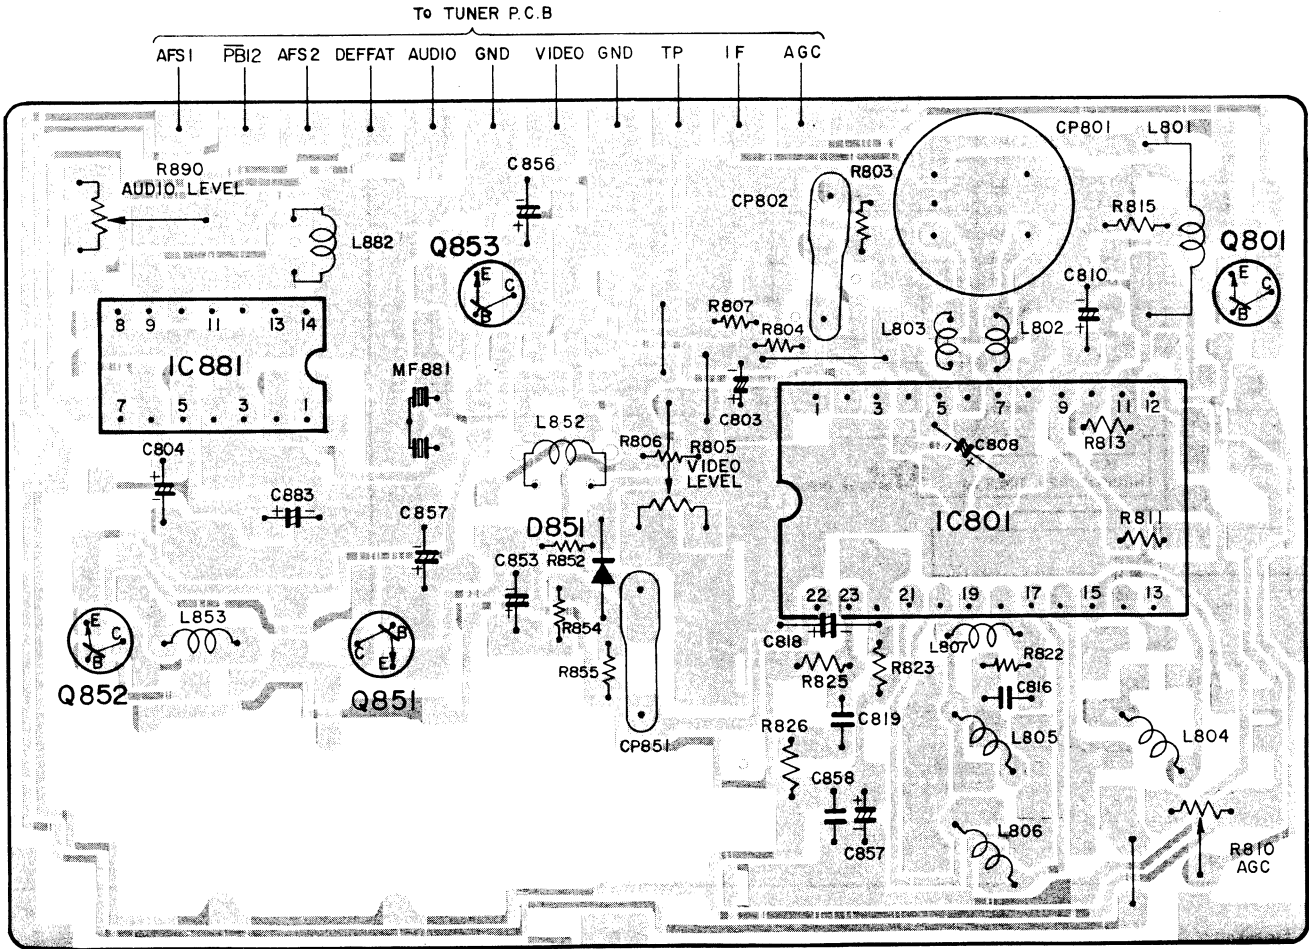 To TUNER P.C.B
AFS1 PB12 AFS2 DEFFAT AUDIO GND VIDEO GND TP IF AGC
CP801 L801
R890
AUDIO LEVEL
C856
R803
CP802
R815
L882
Q853
Q801
E
C
B
E
C
B
C810
8 9 11 13 14
IC881
7 5 3 1
R807
R804
L803
L802
MF881
C803
1 3 5 7 9 11 12
C808
R813
L852
R806
R805
VIDEO
LEVEL
C804
C883
C857
D851
R852
C853
R854
R855
IC801
R811
22 23 21 19 17 15 13
E
C
B
Q852
L853
B
C
E
Q851
CP851
C818
R825
R823
L807
R822
C816
C819
R826
L805
L804
C858
C857
L806
R810
AGC